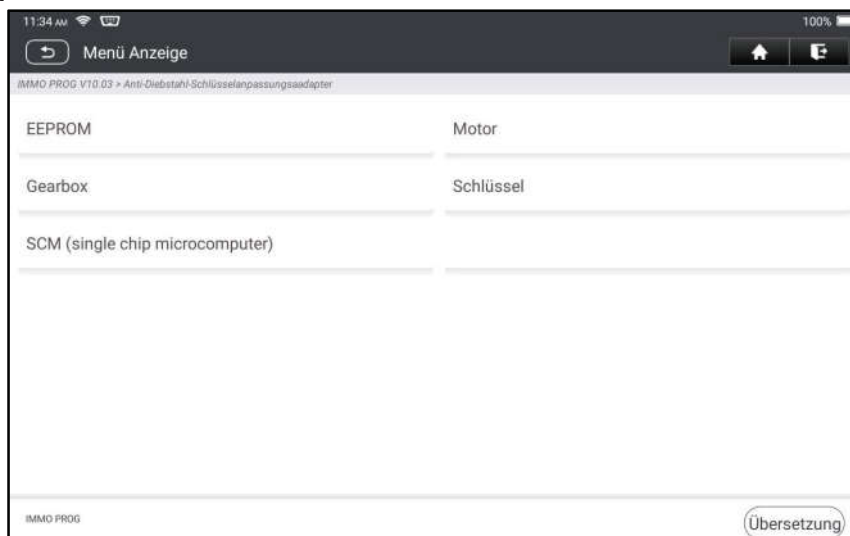 11:34 AM 100%
Menü Anzeige
IMMO PROG V10.03 > Anti-Diebstahl-Schlüsselanpassungsaadapter
EEPROM Motor
Gearbox Schlüssel
SCM (single chip microcomputer)
IMMO PROG Übersetzung